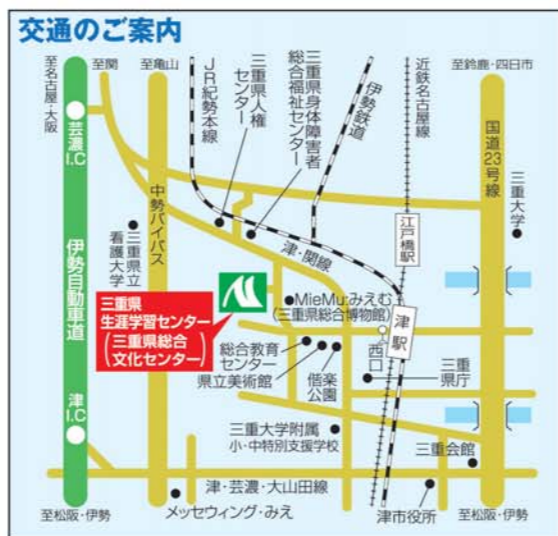 交通のご案内
至名古屋・大阪
至関
至亀山
JR紀勢本線
三重県人権
センター
三重県身体障害者
総合福祉センター
伊勢鉄道
近鉄名古屋線
至鈴鹿・四日市
芸濃
I.C
中勢バイパス
国道23号線
三重大学
三重県立
看護大学
江戸橋駅
津・関線
伊勢自動車道
三重県
生涯学習センター
(三重県総合
文化センター)
MieMu:みえむ
(三重県総合博物館)
津駅
西口
総合教育
センター
県立美術館
偕楽
公園
三重
県庁
津
I.C
三重大学附属
小・中特別支援学校
三重会館
津・芸濃・大山田線
至松阪・伊勢
メッセウィング・みえ
津市役所
至松阪・伊勢